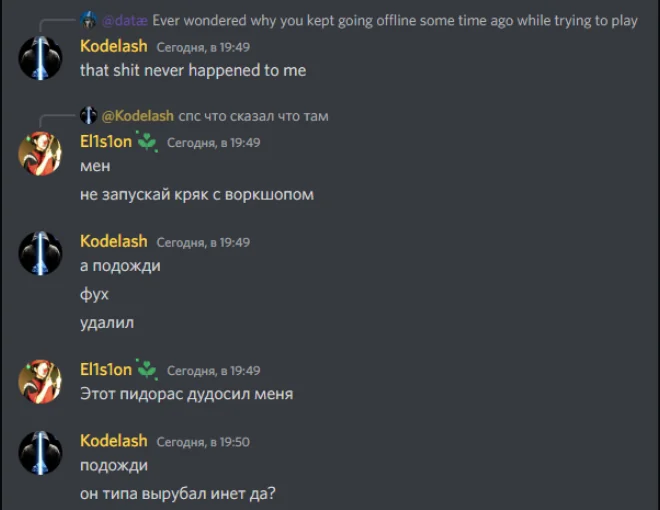 @datæ Ever wondered why you kept going offline some time ago while trying to play
Kodelash Сегодня, в 19:49
that shit never happened to me
@Kodelash спс что сказал что там
El1s1on Сегодня, в 19:49
мен
не запускай кряк с воркшопом
Kodelash Сегодня, в 19:49
а подожди
фух
удалил
El1s1on Сегодня, в 19:49
Этот пидорас дудосил меня
Kodelash Сегодня, в 19:50
подожди
он типа вырубал инет да?